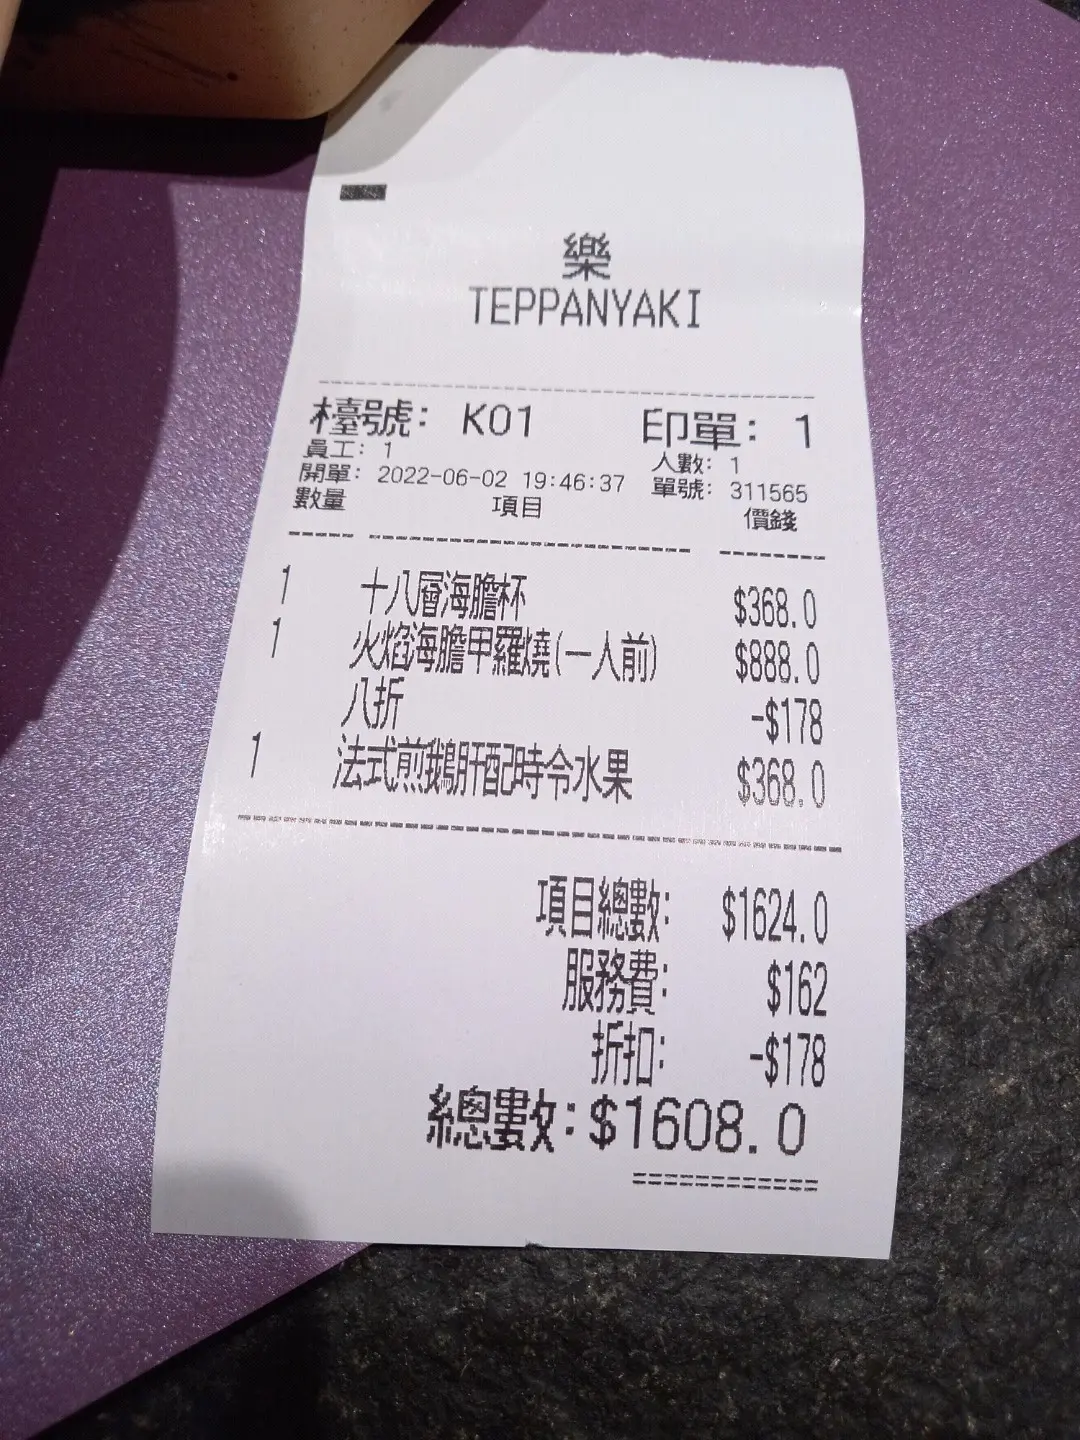 樂
TEPPANYAKI
檯號: K01 印單: 1
員工: 1 人數: 1
開單: 2022-06-02 19:46:37 單號: 311565
數量 項目 價錢
1 十八層海膽杯 $368.0
1 火焰海膽甲羅燒(一人前) $888.0
八折 -$178
1 法式煎鵝肝配時令水果 $368.0
項目總數: $1624.0
服務費: $162
折扣: -$178
總數: $1608.0